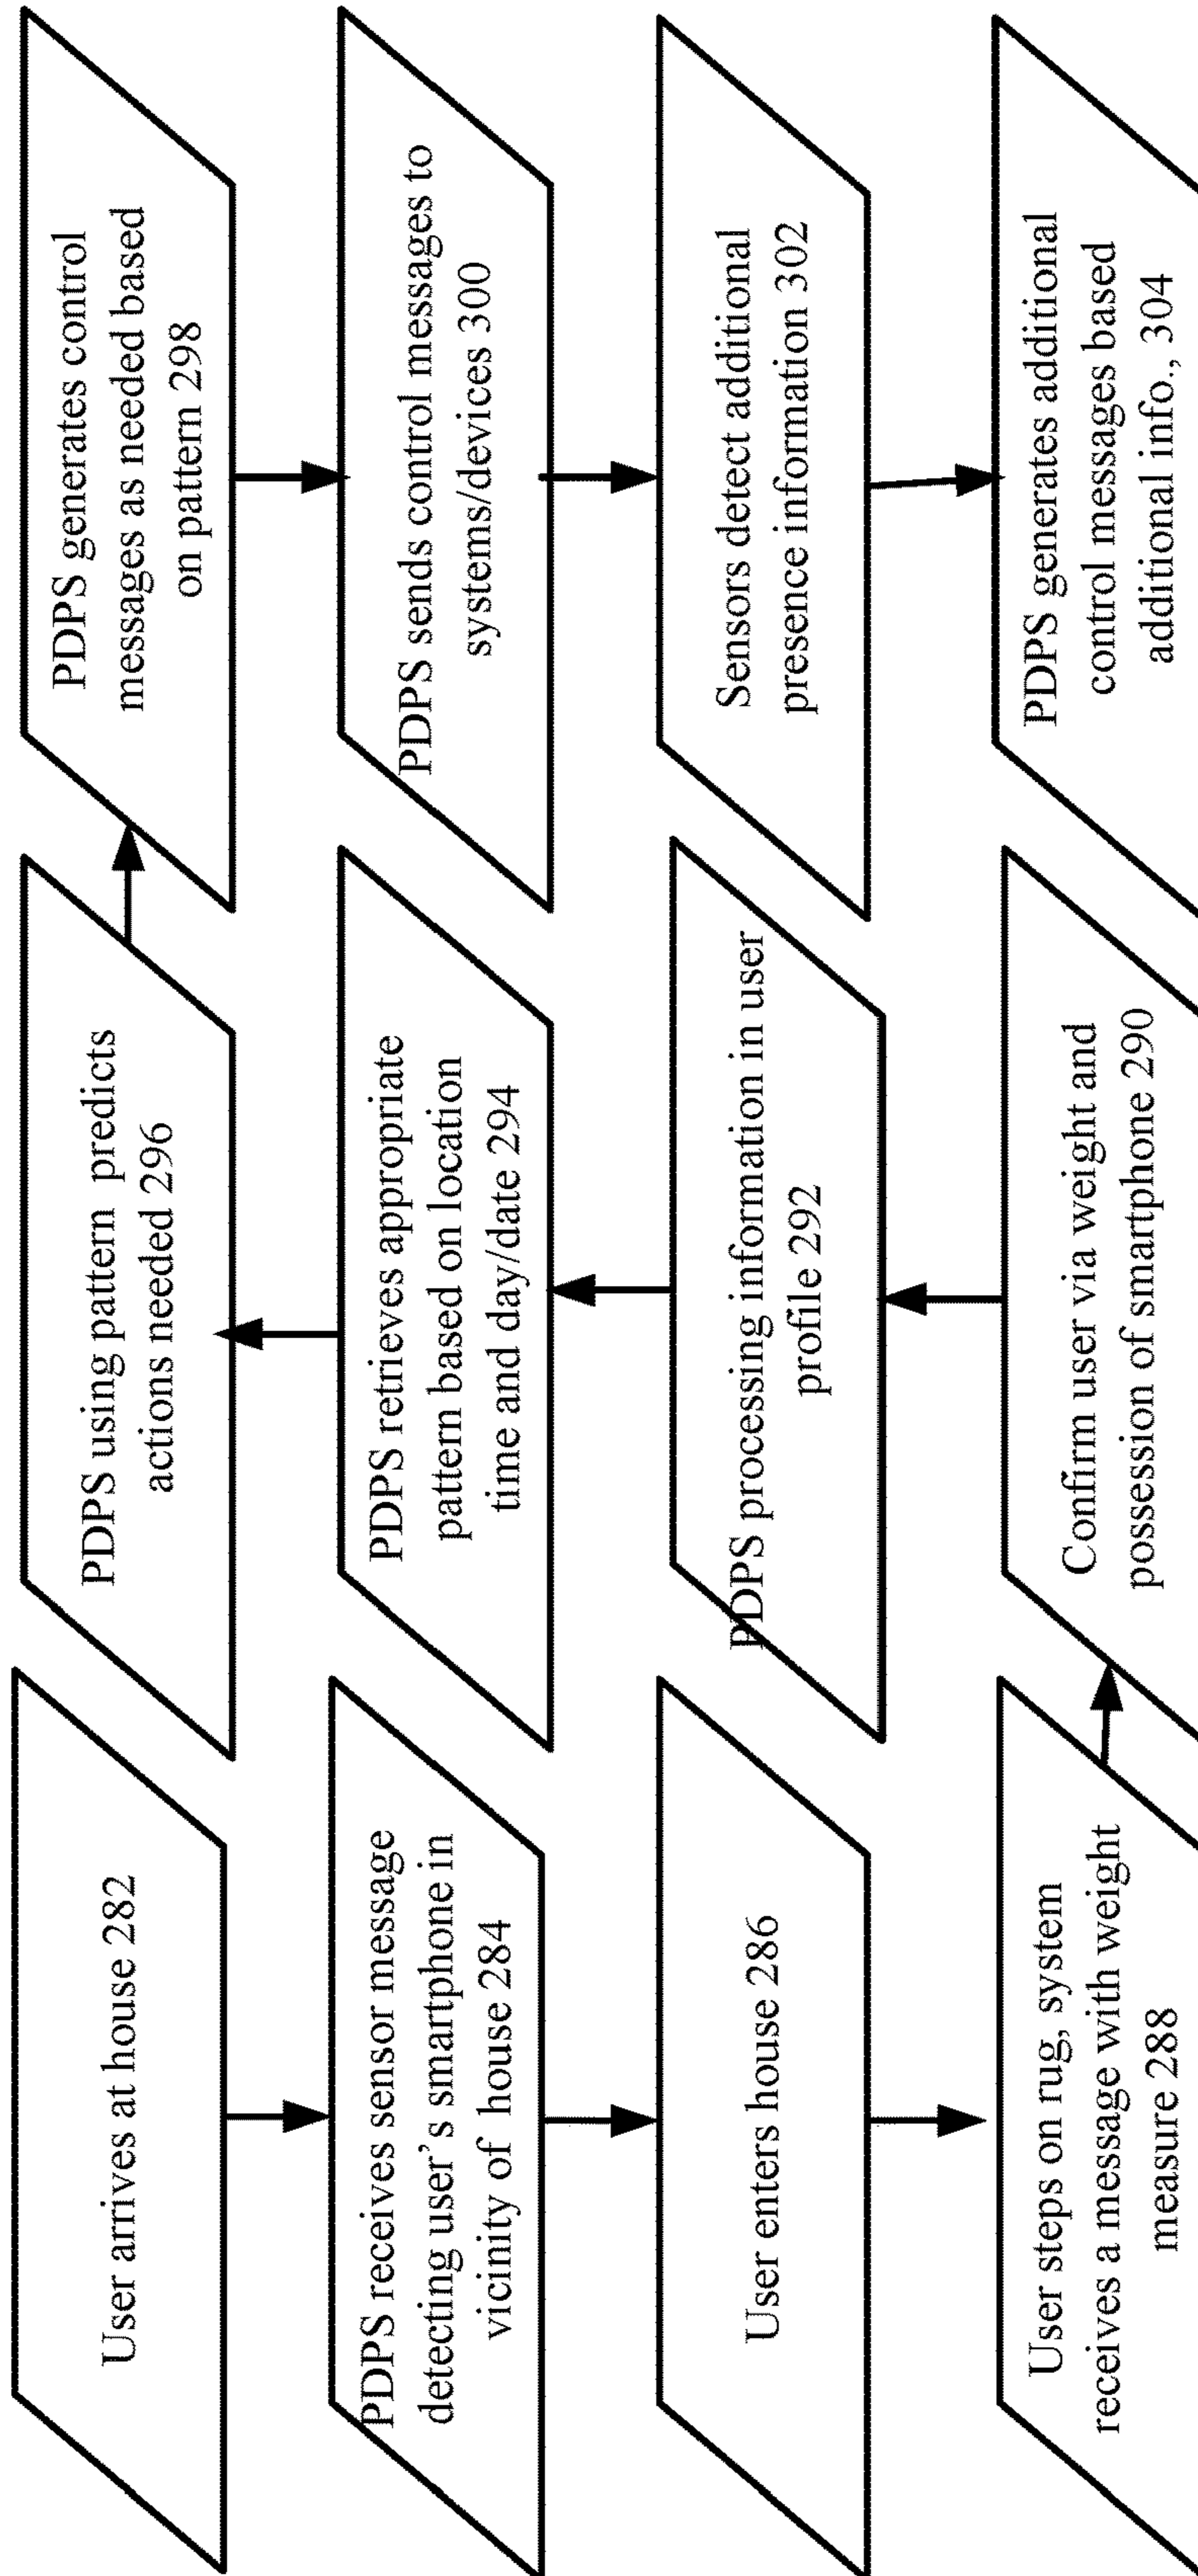 User arrives at house 282
PDPS receives sensor message
detecting user's smartphone in
vicinity of house 284
User enters house 286
User steps on rug, system
receives a message with weight
measure 288
Confirm user via weight and
possession of smartphone 290
PDPS processing information in user
profile 292
PDPS retrieves appropriate
pattern based on location
time and day/date 294
PDPS using pattern predicts
actions needed 296
PDPS generates control
messages as needed based
on pattern 298
PDPS sends control messages to
systems/devices 300
Sensors detect additional
presence information 302
PDPS generates additional
control messages based
additional info., 304